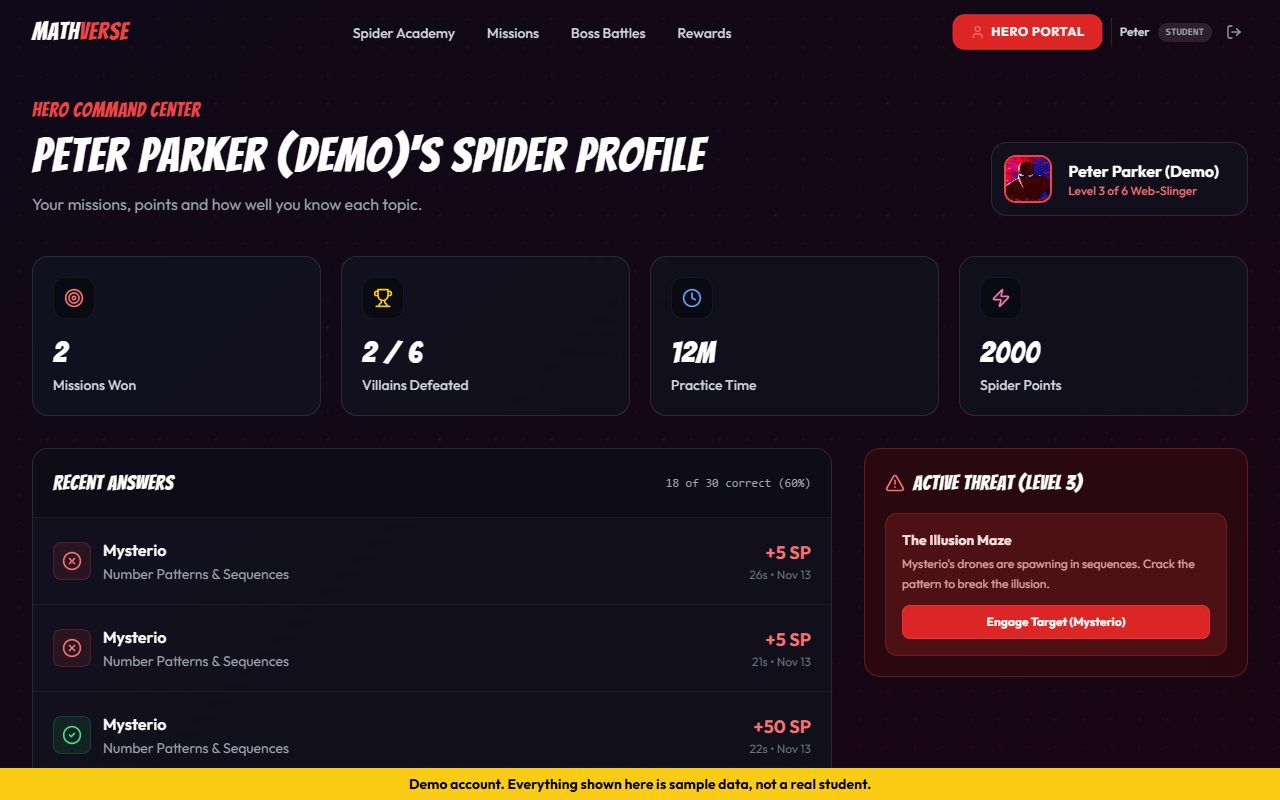 MATHVERSE
Spider Academy
Missions
Boss Battles
Rewards
HERO PORTAL
Peter
STUDENT
HERO COMMAND CENTER
PETER PARKER (DEMO)'S SPIDER PROFILE
Your missions, points and how well you know each topic.
Peter Parker (Demo)
Level 3 of 6 Web-Slinger
2
Missions Won
2 / 6
Villains Defeated
12M
Practice Time
2000
Spider Points
RECENT ANSWERS
18 of 30 correct (60%)
Mysterio
Number Patterns & Sequences
+5 SP
26s • Nov 13
Mysterio
Number Patterns & Sequences
+5 SP
21s • Nov 13
Mysterio
Number Patterns & Sequences
+50 SP
22s • Nov 13
ACTIVE THREAT (LEVEL 3)
The Illusion Maze
Mysterio's drones are spawning in sequences. Crack the
pattern to break the illusion.
Engage Target (Mysterio)
Demo account. Everything shown here is sample data, not a real student.